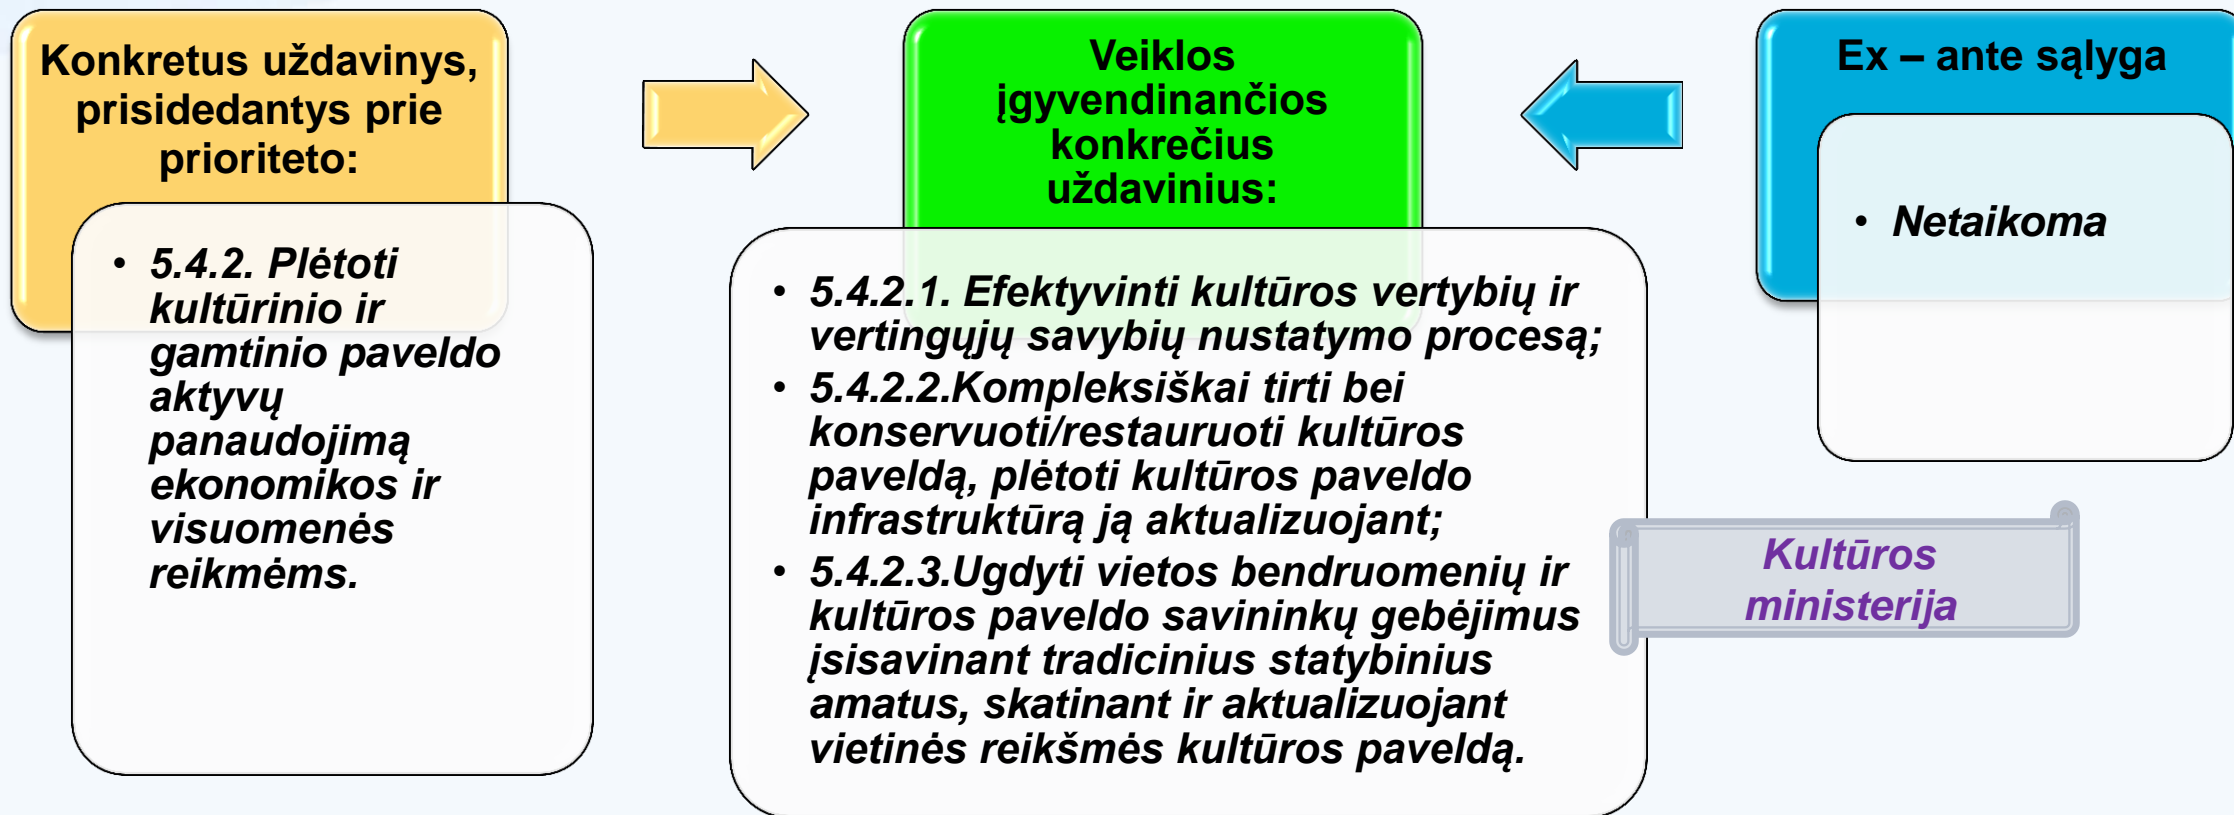 Konkretus uždavinys,
prisidedantys prie
prioriteto:
• 5.4.2. Plėtoti
kultūrinio ir
gamtinio paveldo
aktyvų
panaudojimą
ekonomikos ir
visuomenės
reikmėms.
Veiklos
įgyvendinančios
konkrečius
uždavinius:
• 5.4.2.1. Efektyvinti kultūros vertybių ir
vertingųjų savybių nustatymo procesą;
• 5.4.2.2.Kompleksiškai tirti bei
konservuoti/restauruoti kultūros
paveldą, plėtoti kultūros paveldo
infrastruktūrą ją aktualizuojant;
• 5.4.2.3.Ugdyti vietos bendruomenių ir
kultūros paveldo savininkų gebėjimus
įsisavinant tradicinius statybinius
amatus, skatinant ir aktualizuojant
vietinės reikšmės kultūros paveldą.
Ex – ante sąlyga
• Netaikoma
Kultūros
ministerija